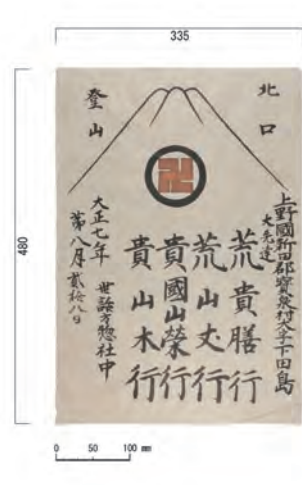 335
480
北口
登山
上野國新田郡寶泉村大字下田島
大先達
荒貴膳行
荒山丈行
貴國山榮行
貴山木行
世話方惣社中
大正七年
第八月貳拾八日
0 50 100 mm